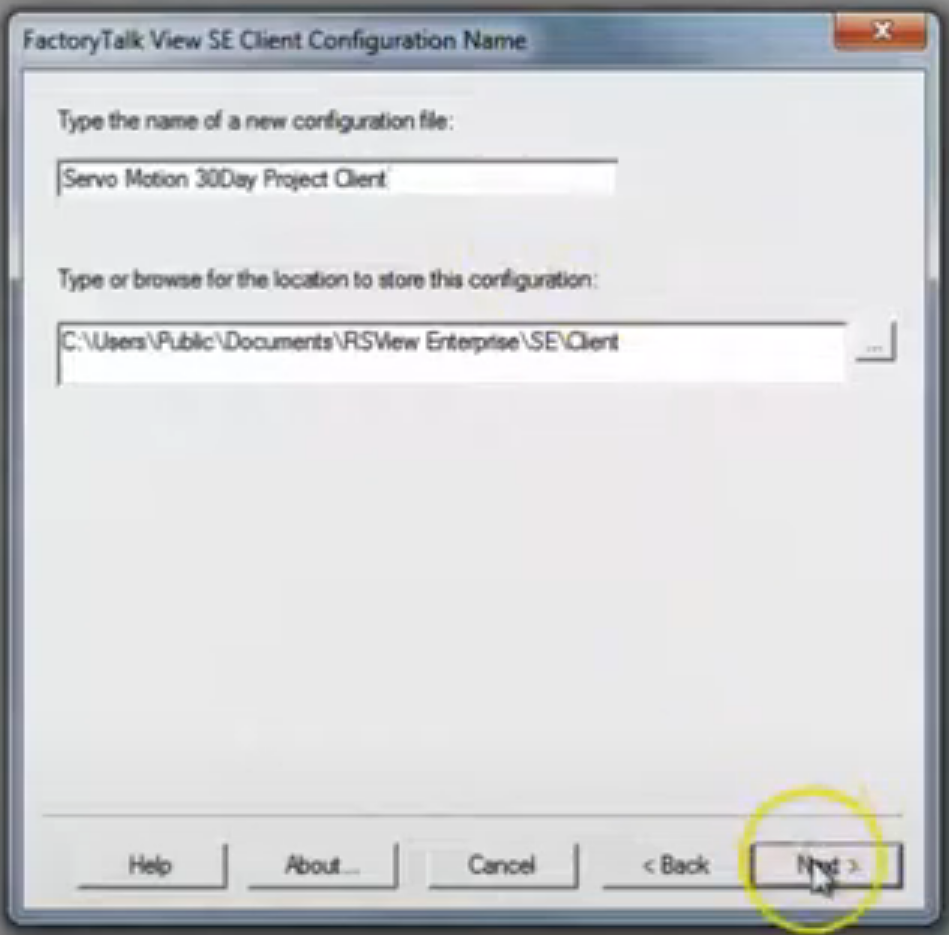 FactoryTalk View SE Client Configuration Name
Type the name of a new configuration file:
Servo Motion 30Day Project Client
Type or browse for the location to store this configuration:
C:\Users\Public\Documents\RSView Enterprise\SE\Client
...
Help
About...
Cancel
< Back
Next >